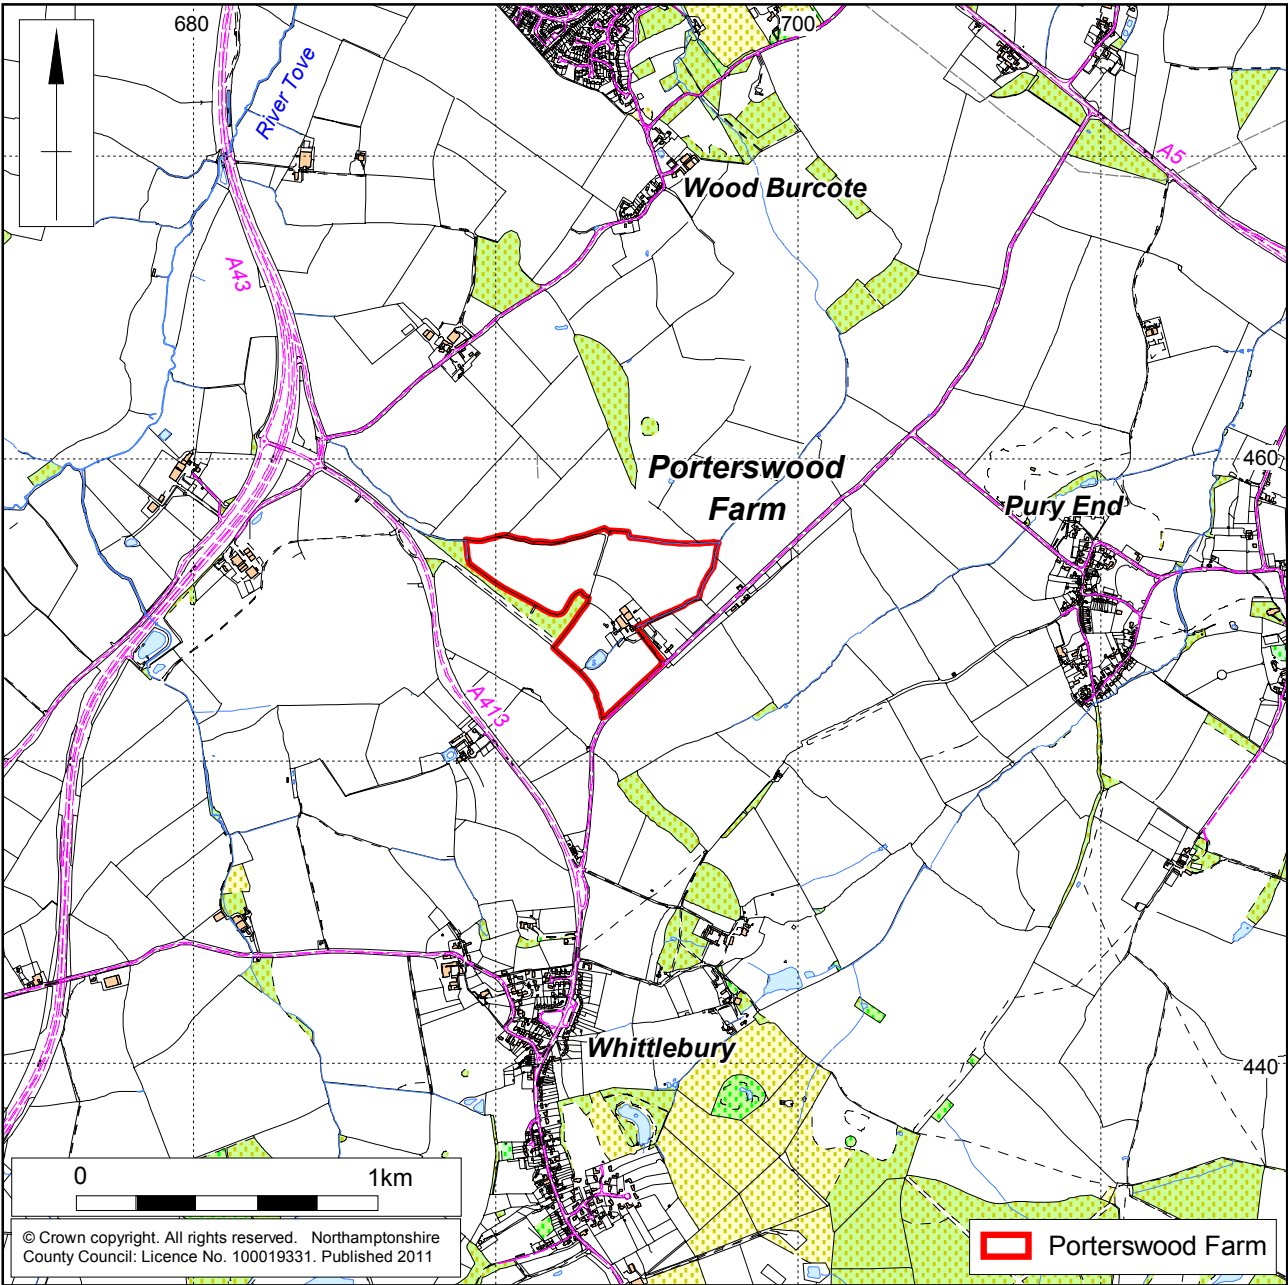 680
700
River Tove
A5
Wood Burcote
A43
Porterswood
Farm
460
Pury End
A413
Whittlebury
440
0 1km
© Crown copyright. All rights reserved. Northamptonshire
County Council: Licence No. 100019331. Published 2011
Porterswood Farm